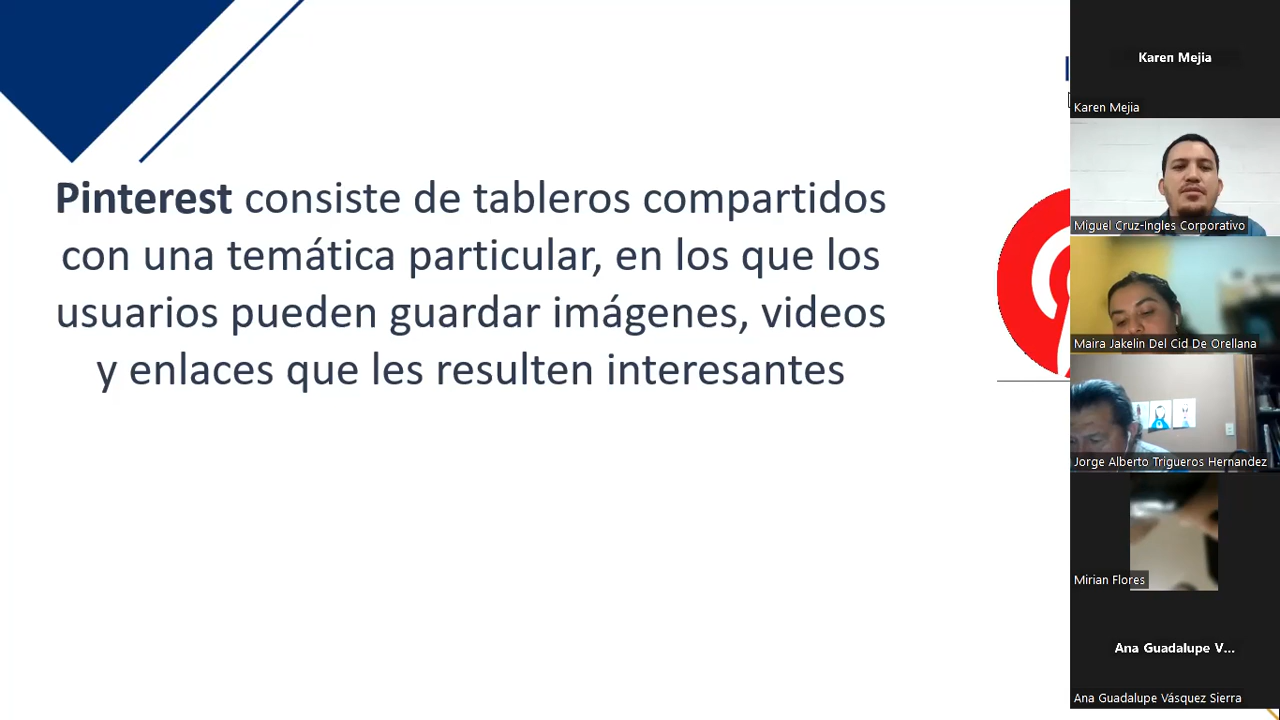 Pinterest consiste de tableros compartidos
con una temática particular, en los que los
usuarios pueden guardar imágenes, videos
y enlaces que les resulten interesantes
Karen Mejia
Karen Mejia
Miguel Cruz-Ingles Corporativo
Maira Jakelin Del Cid De Orellana
Jorge Alberto Trigueros Hernandez
Mirian Flores
Ana Guadalupe V...
Ana Guadalupe Vásquez Sierra